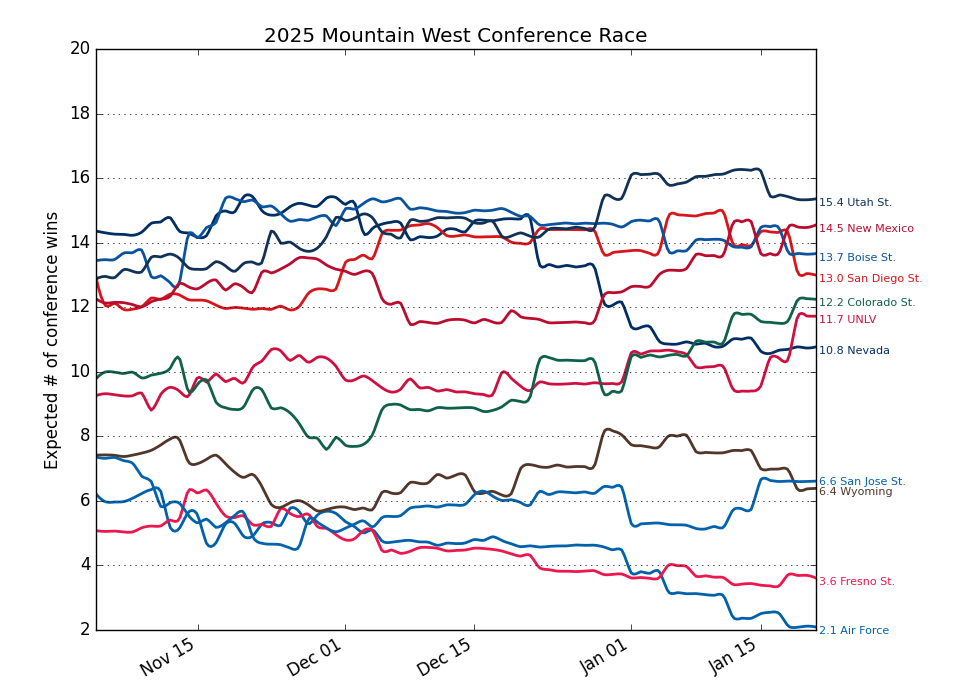 2025 Mountain West Conference Race
Expected # of conference wins
20
18
16
14
12
10
8
6
4
2
15.4 Utah St.
14.5 New Mexico
13.7 Boise St.
13.0 San Diego St.
12.2 Colorado St.
11.7 UNLV
10.8 Nevada
6.6 San Jose St.
6.4 Wyoming
3.6 Fresno St.
2.1 Air Force
Nov 15
Dec 01
Dec 15
Jan 01
Jan 15